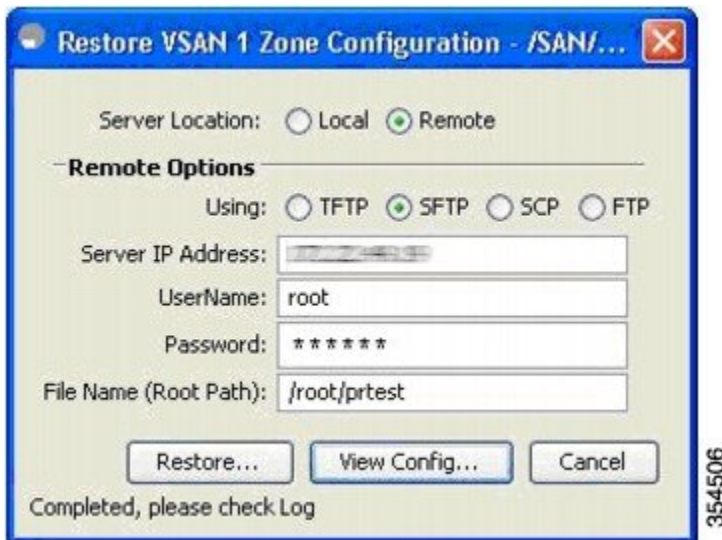 Restore VSAN 1 Zone Configuration - /SAN/...
Server Location: Local Remote
Remote Options
Using: TFTP SFTP SCP FTP
Server IP Address:
UserName: root
Password: ******
File Name (Root Path): /root/prtest
Restore... View Config... Cancel
Completed, please check Log
354506